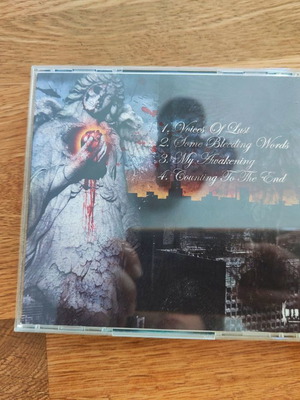 1. Voices Of Lust
2. Some Bleeding Words
3. My Awakening
4. Counting To The End